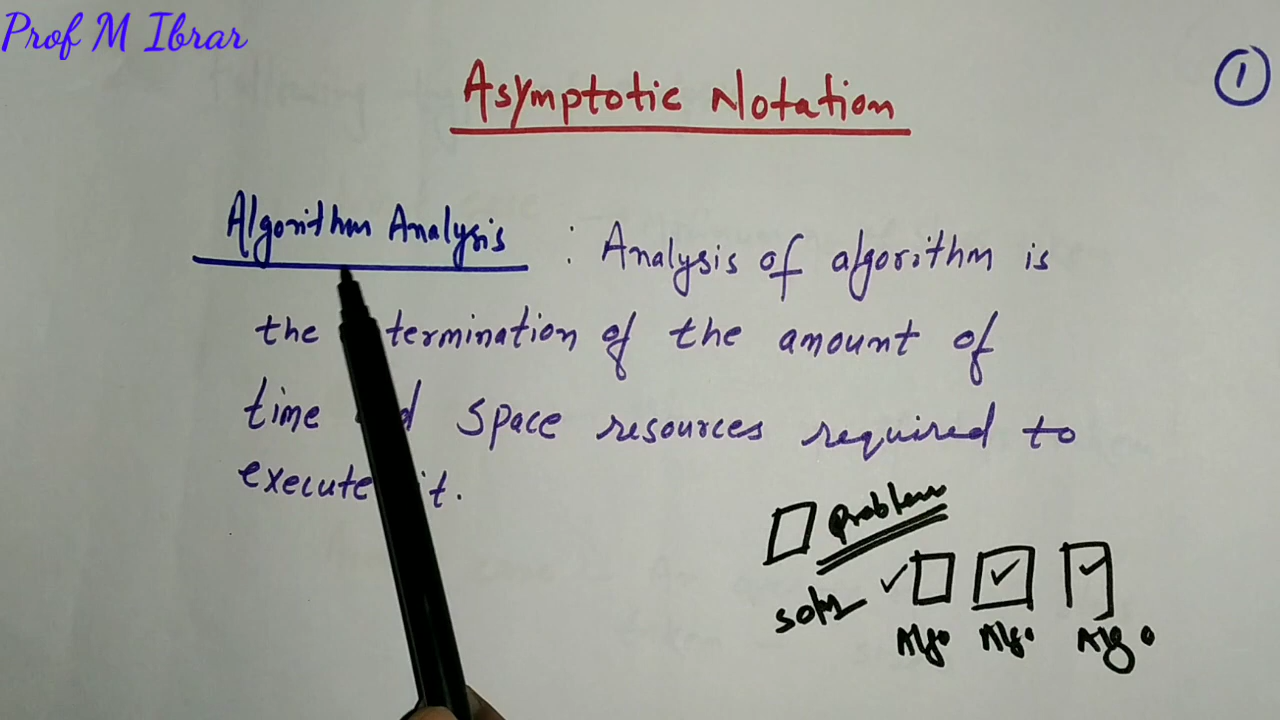 Prof M Ibrar
1
Asymptotic Notation
Algorithm Analysis : Analysis of algorithm is
the termination of the amount of
time d space resources required to
execute it.
problem
soln
Algo Algo Algo